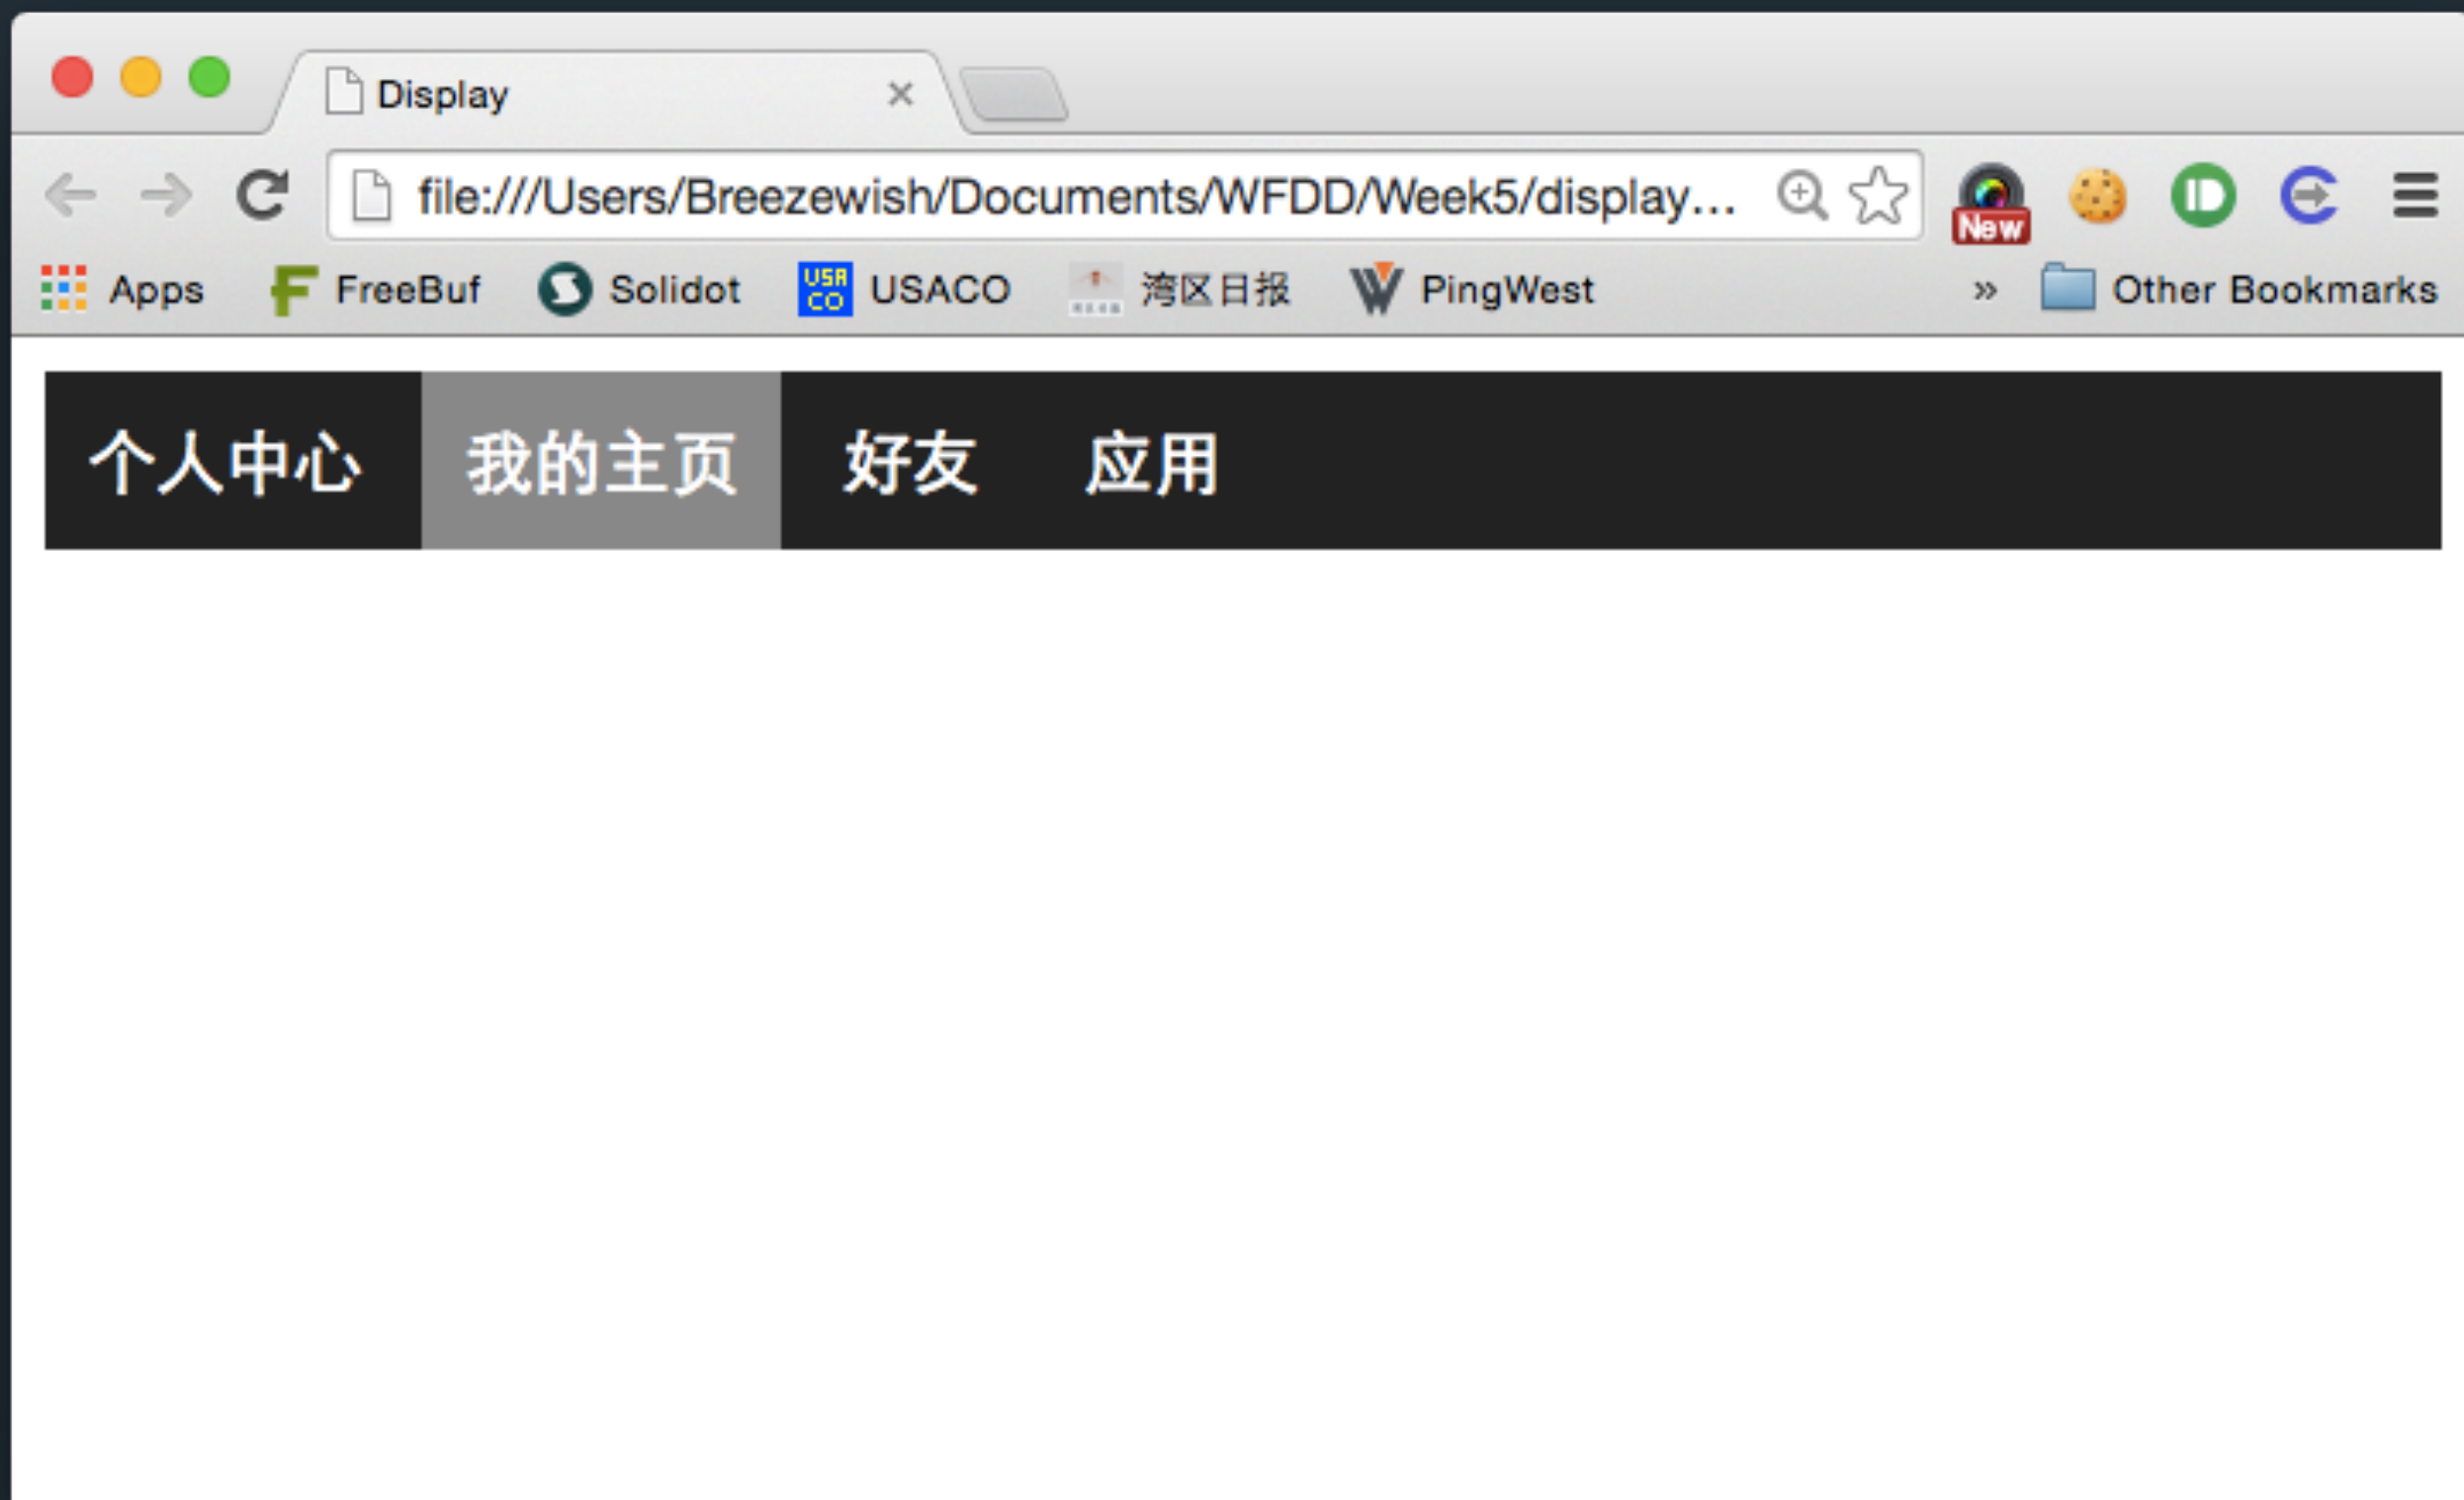 Display
file:///Users/Breezewish/Documents/WFDD/Week5/display...
New
Apps FreeBuf Solidot USACO USACO 湾区日报 PingWest » Other Bookmarks
个人中心 我的主页 好友 应用